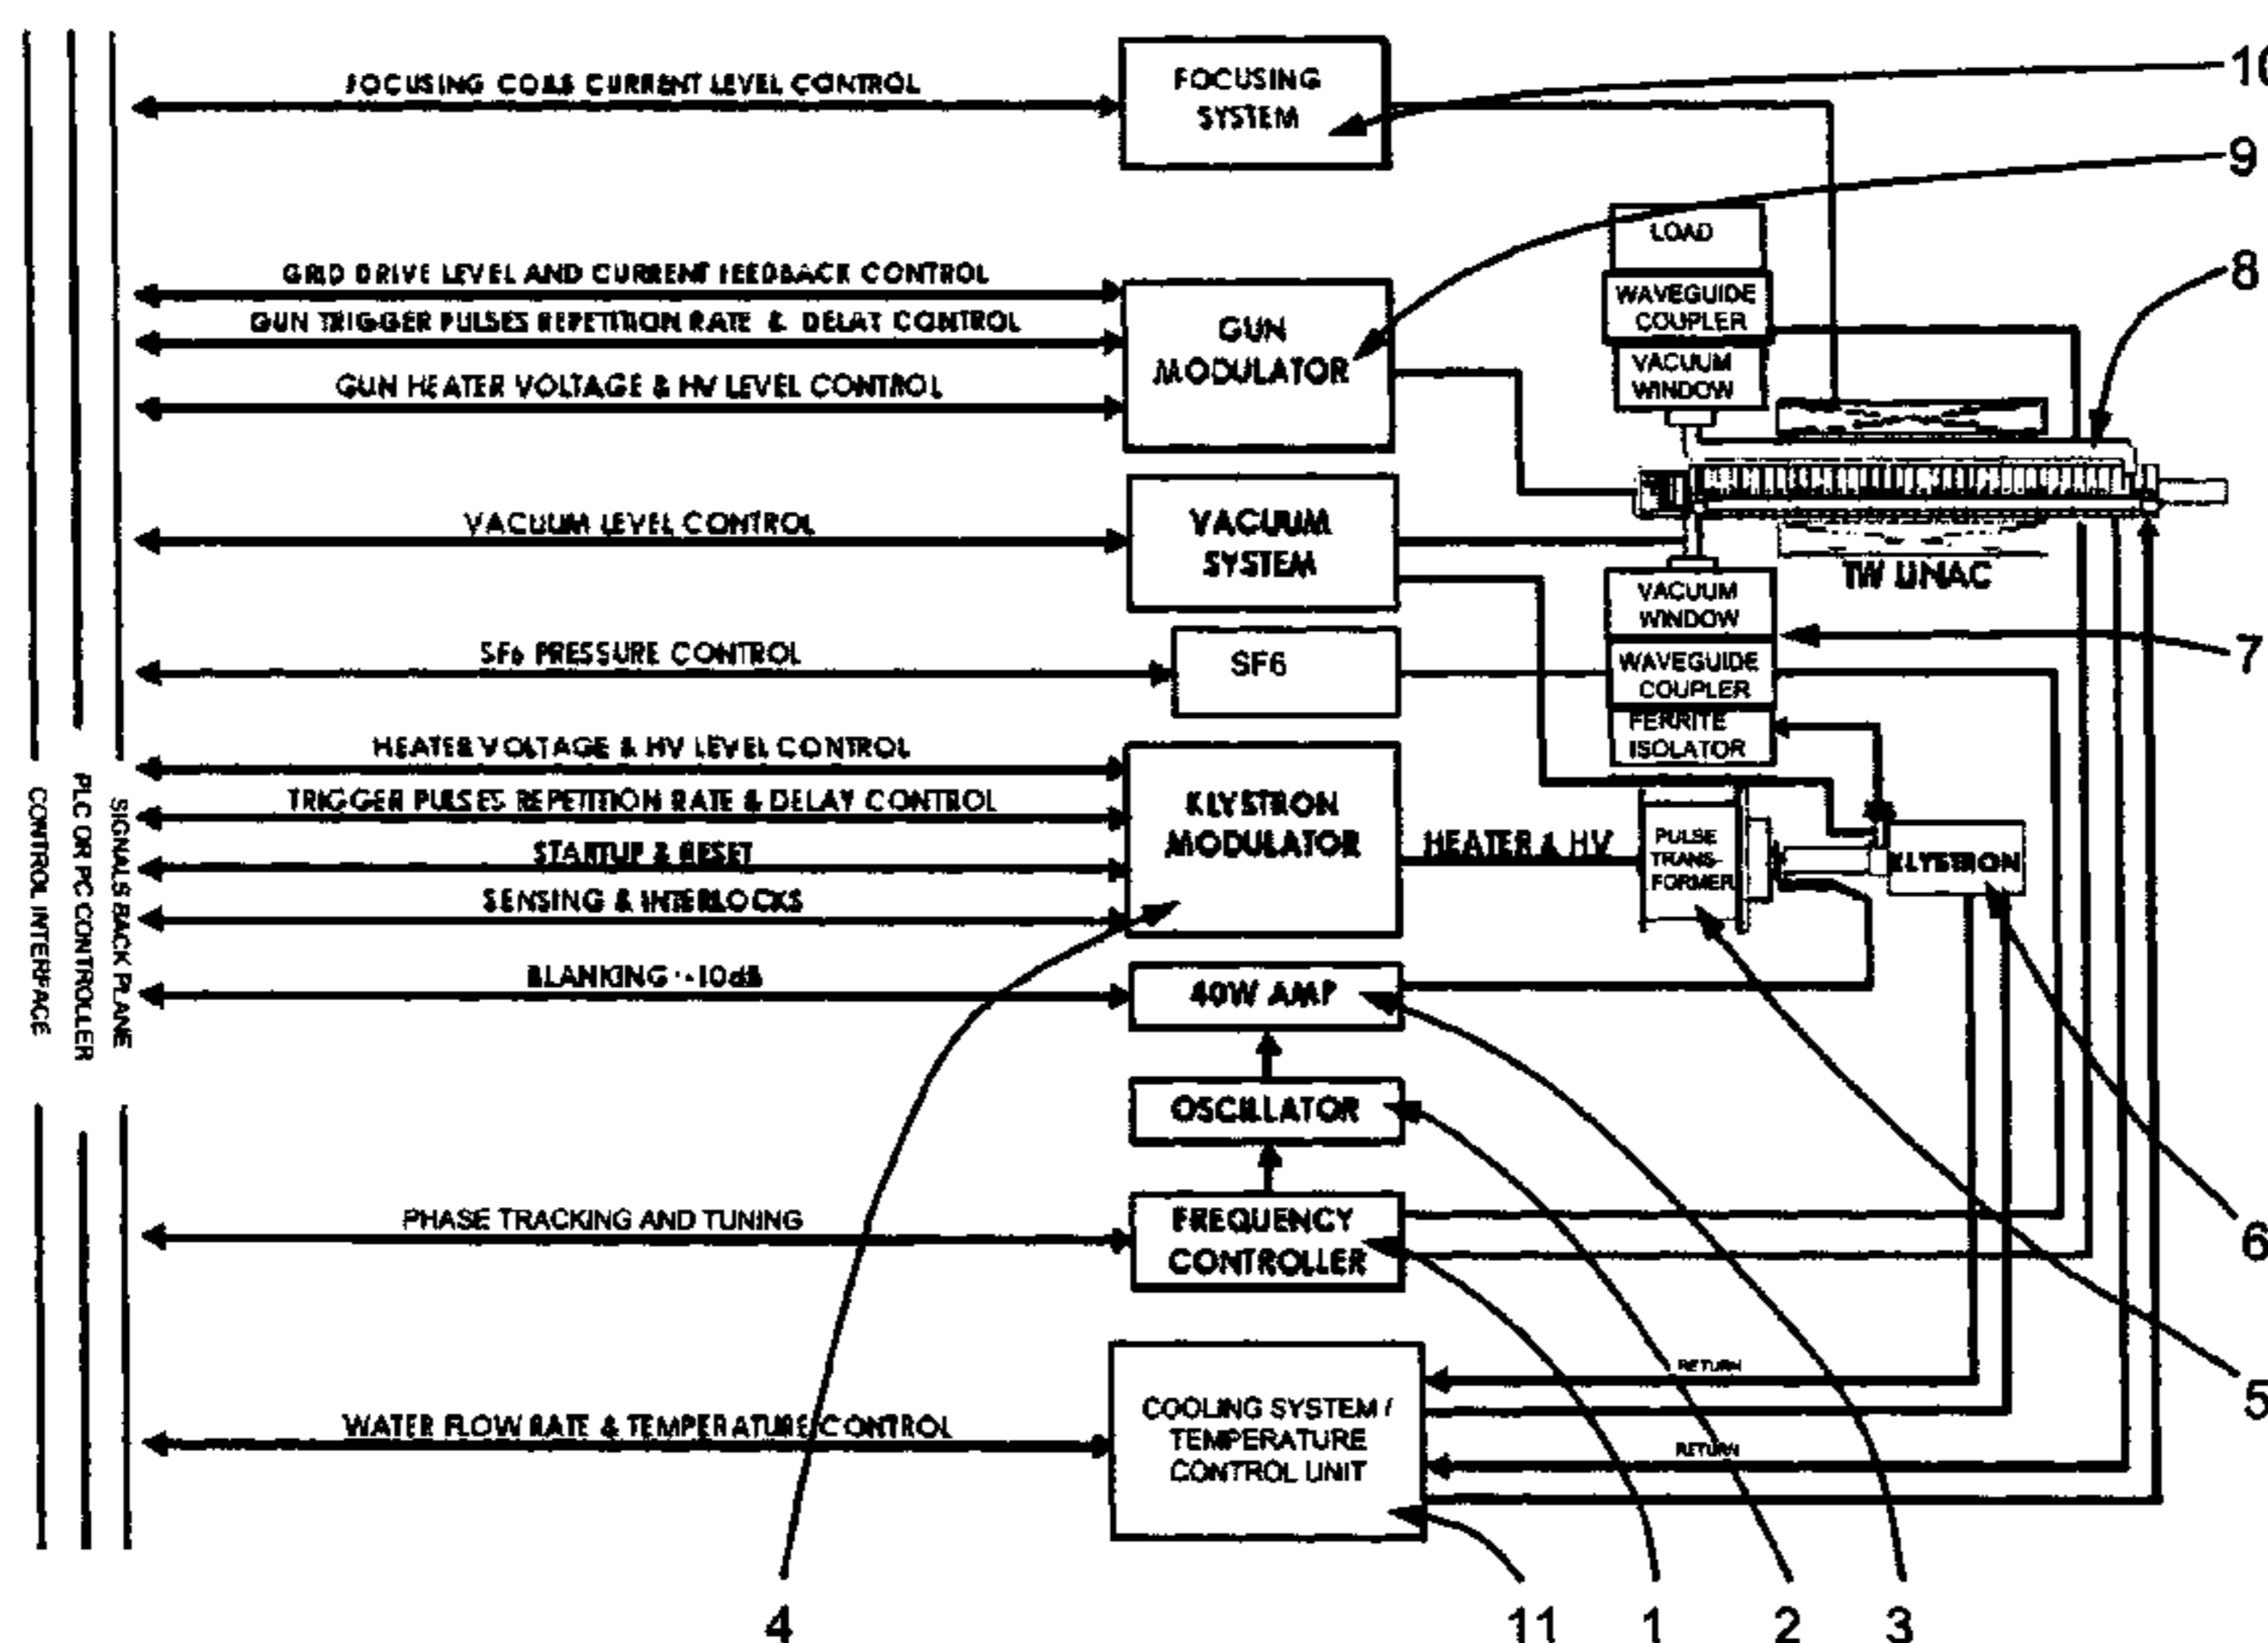 FOCUSING COILS CURRENT LEVEL CONTROL
FOCUSING
SYSTEM
10
9
LOAD
8
WAVEGUIDE
COUPLER
VACUUM
WINDOW
GRID DRIVE LEVEL AND CURRENT FEEDBACK CONTROL
GUN TRIGGER PULSES REPETITION RATE & DELAY CONTROL
GUN HEATER VOLTAGE & HV LEVEL CONTROL
GUN
MODULATOR
VACUUM LEVEL CONTROL
VACUUM
SYSTEM
TW LINAC
VACUUM
WINDOW
7
SF6 PRESSURE CONTROL
SF6
WAVEGUIDE
COUPLER
FERRITE
ISOLATOR
HEATER VOLTAGE & HV LEVEL CONTROL
TRIGGER PULSES REPETITION RATE & DELAY CONTROL
STARTUP & RESET
SENSING & INTERLOCKS
KLYSTRON
MODULATOR
HEATER & HV
PULSE
TRANS-
FORMER
KLYSTRON
CONTROL INTERFACE
PLC OR PC CONTROLLER
SIGNALS BACK PLANE
BLANKING --10dB
40W AMP
OSCILLATOR
PHASE TRACKING AND TUNING
FREQUENCY
CONTROLLER
6
5
WATER FLOW RATE & TEMPERATURE CONTROL
COOLING SYSTEM /
TEMPERATURE
CONTROL UNIT
RETURN
RETURN
4
11
1
2
3